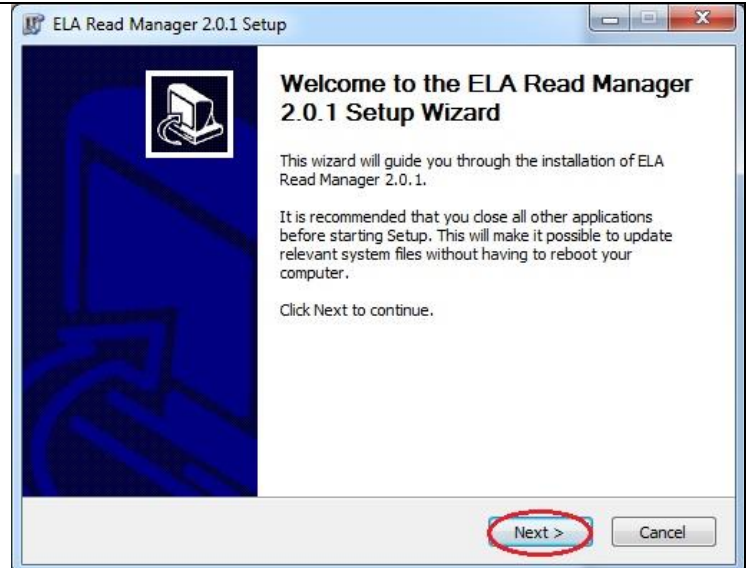 ELA Read Manager 2.0.1 Setup
Welcome to the ELA Read Manager
2.0.1 Setup Wizard
This wizard will guide you through the installation of ELA
Read Manager 2.0.1.
It is recommended that you close all other applications
before starting Setup. This will make it possible to update
relevant system files without having to reboot your
computer.
Click Next to continue.
Next >
Cancel